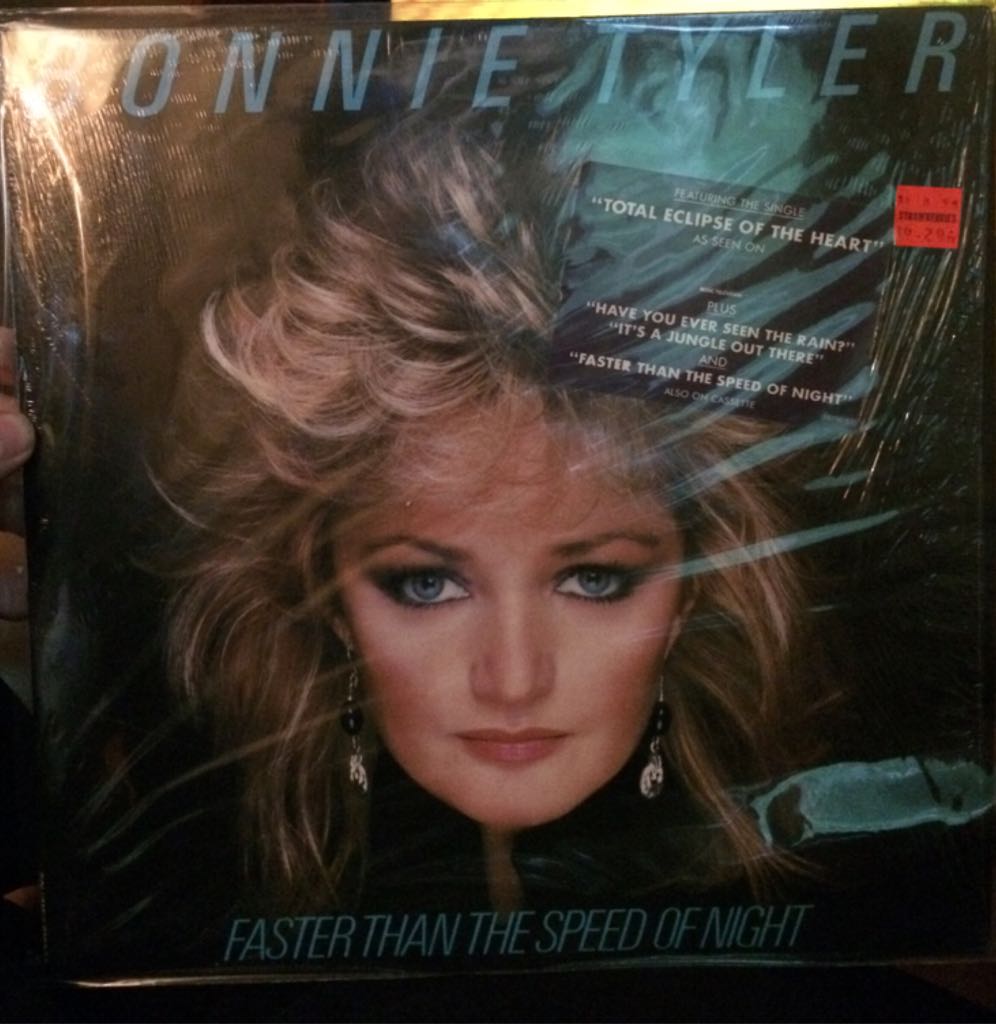 BONNIE TYLER
FEATURING THE SINGLE
"TOTAL ECLIPSE OF THE HEART"
AS SEEN ON
PLUS
"HAVE YOU EVER SEEN THE RAIN?"
"IT'S A JUNGLE OUT THERE"
AND
"FASTER THAN THE SPEED OF NIGHT"
ALSO ON CASSETTE
STRAWBERRIES
FASTER THAN THE SPEED OF NIGHT